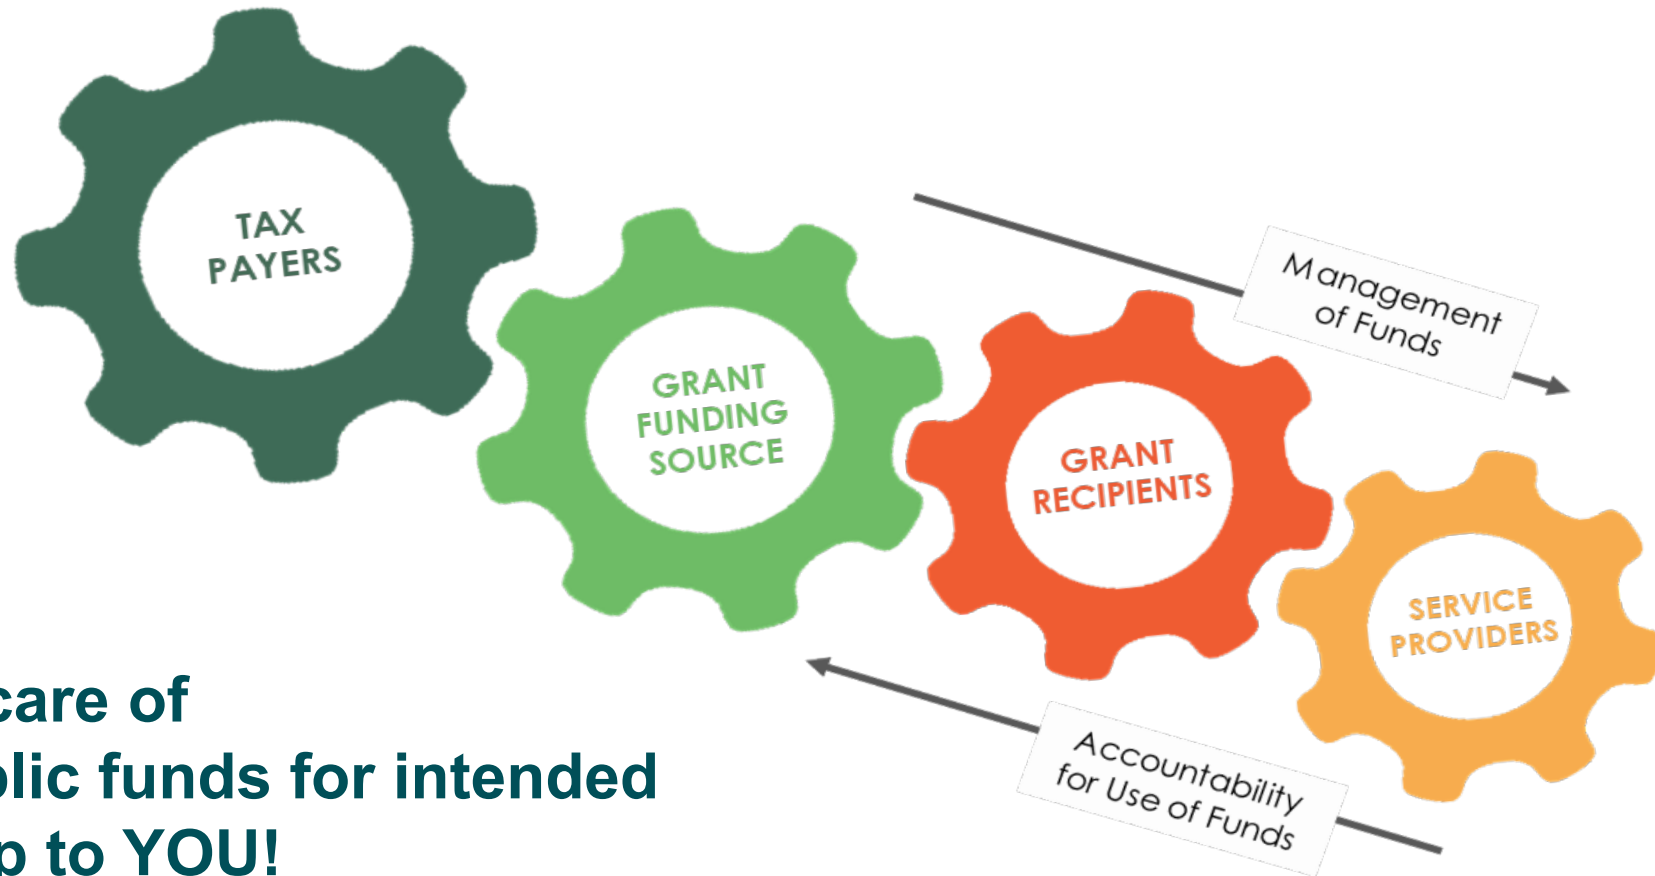 TAX
PAYERS
GRANT
FUNDING
SOURCE
Management
of Funds
GRANT
RECIPIENTS
SERVICE
PROVIDERS
care of
funds for intended
to YOU!
Accountability
for Use of Funds